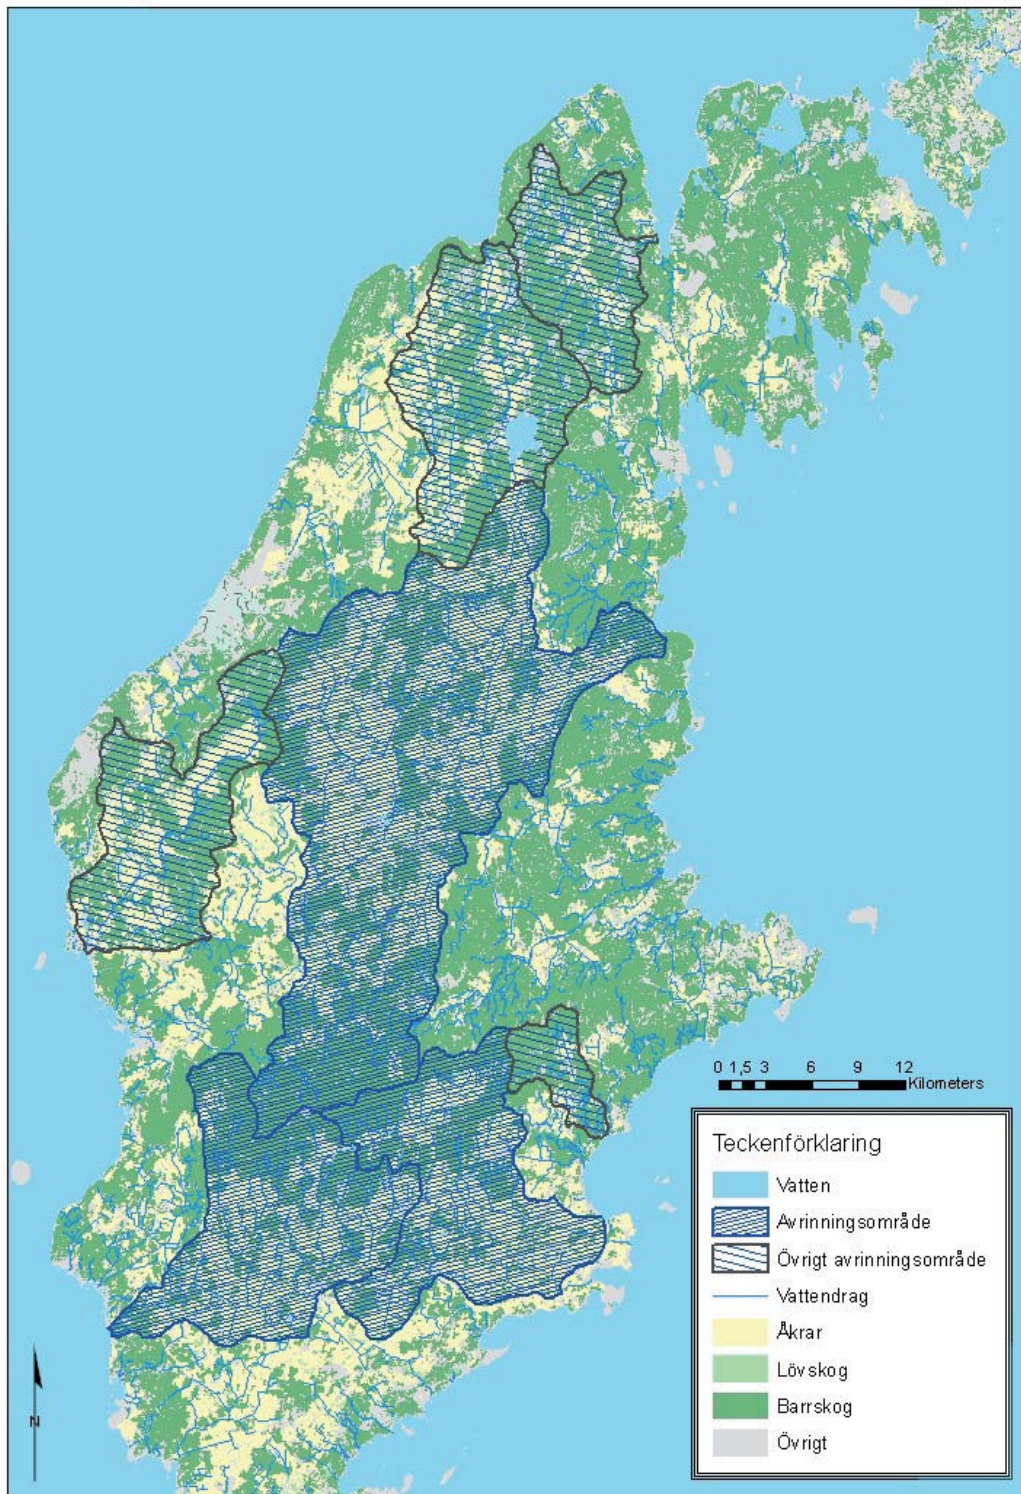 0 1,5 3 6 9 12
Kilometers
Teckenförklaring
Vatten
Avrinningsområde
Övrigt avrinningsområde
Vattendrag
Åkrar
Lövskog
Barrskog
Övrigt
N